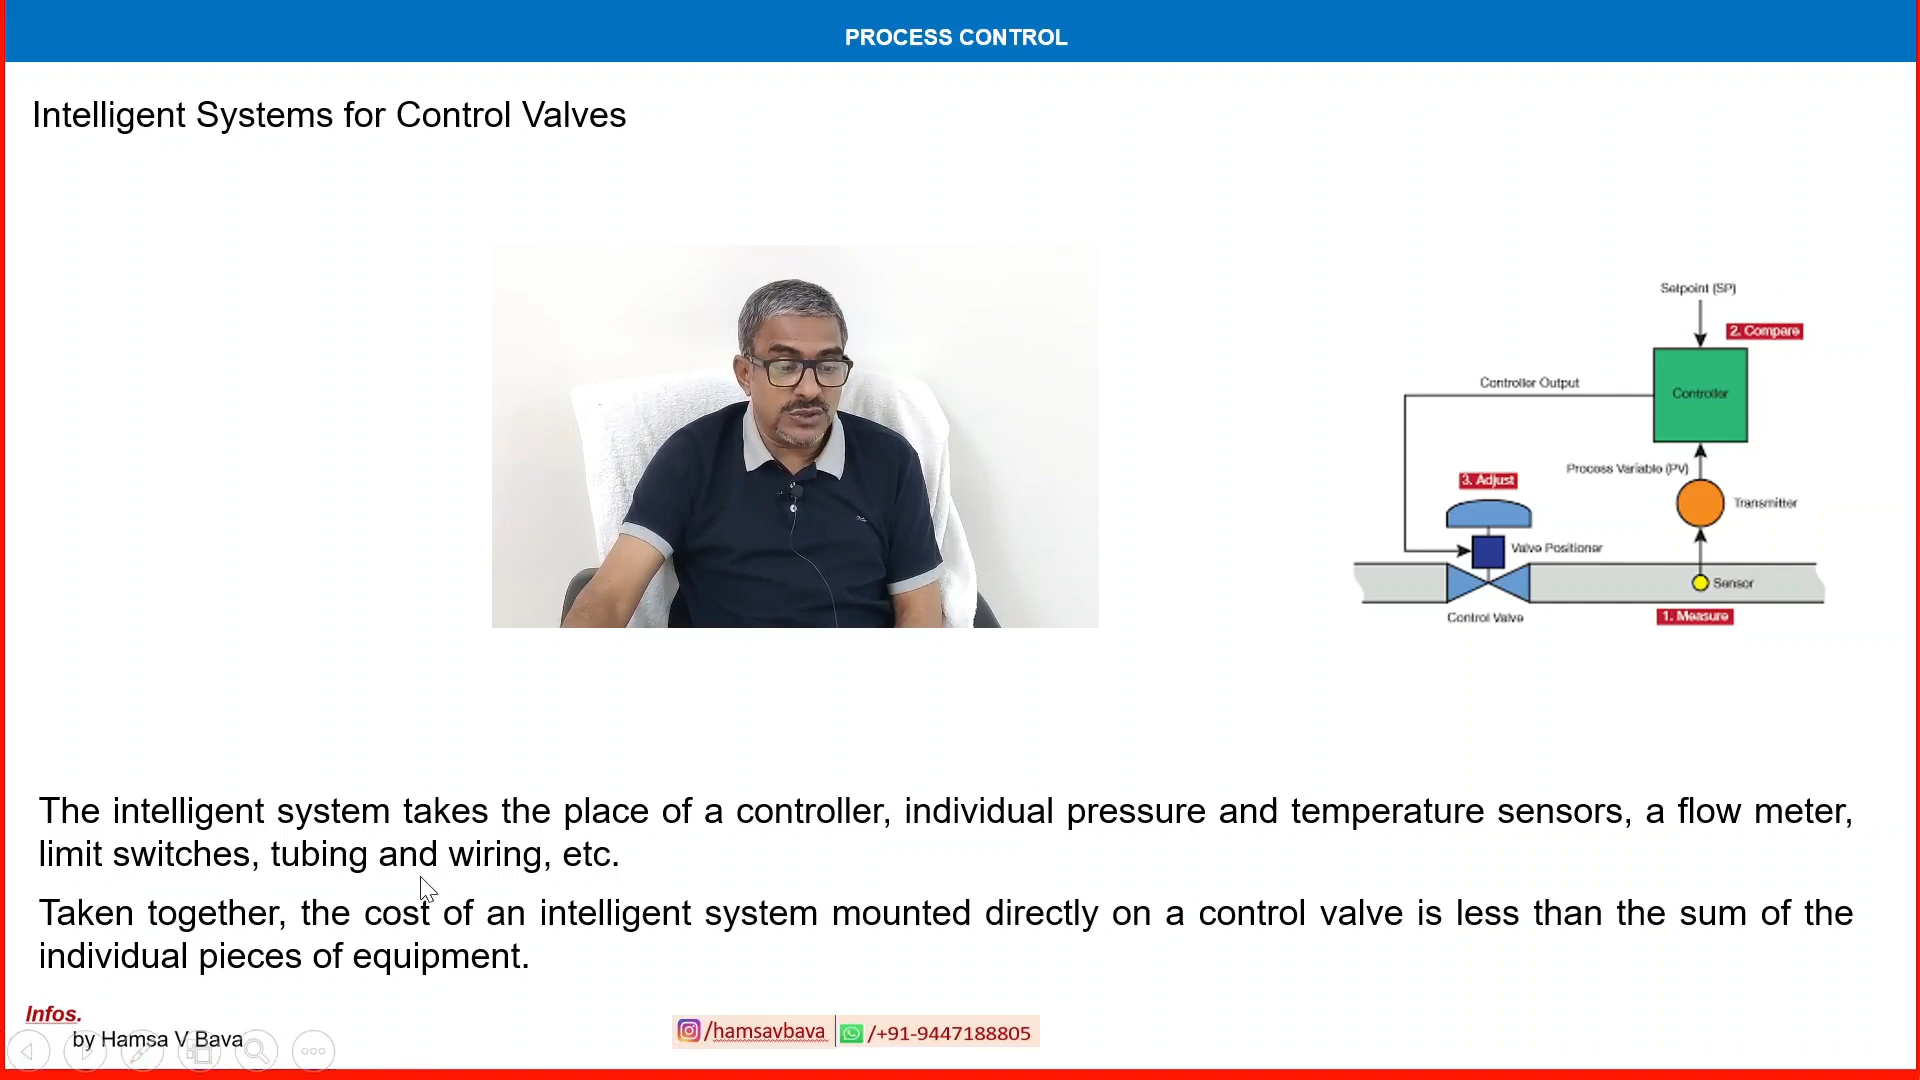 PROCESS CONTROL
Intelligent Systems for Control Valves
Setpoint (SP)
2. Compare
Controller Output
Controller
Process Variable (PV)
3. Adjust
Transmitter
Valve Positioner
Sensor
Control Valve
1. Measure
The intelligent system takes the place of a controller, individual pressure and temperature sensors, a flow meter,
limit switches, tubing and wiring, etc.
Taken together, the cost of an intelligent system mounted directly on a control valve is less than the sum of the
individual pieces of equipment.
Infos.
by Hamsa V Bava
/hamsavbava
/+91-9447188805